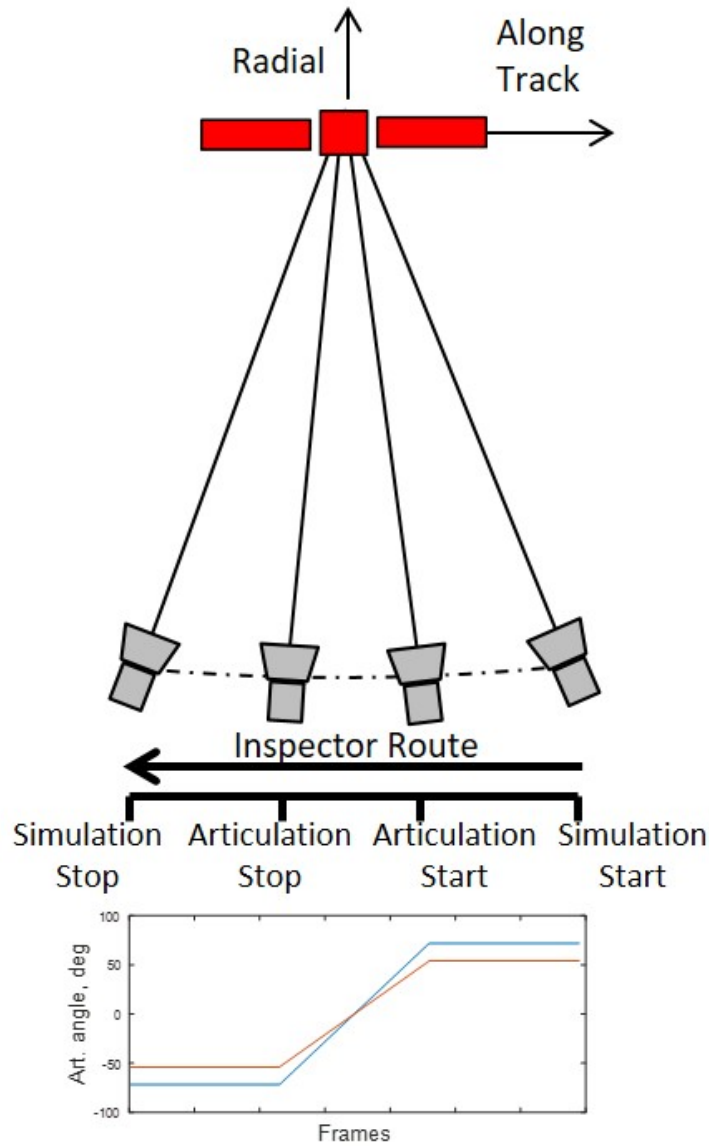 Radial
Along
Track
Inspector Route
Simulation Articulation Articulation Simulation
Stop Stop Start Start
Art. angle, deg
100
50
0
-50
-100
Frames